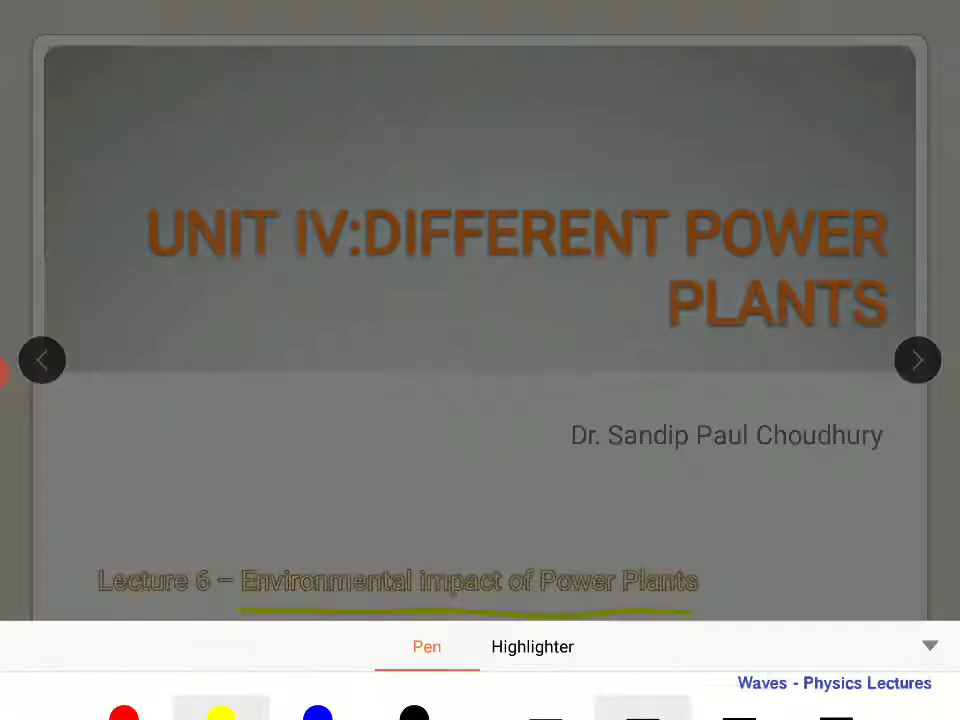 UNIT IV:DIFFERENT POWER
PLANTS
Dr. Sandip Paul Choudhury
Lecture 6 – Environmental impact of Power Plants
Pen Highlighter
Waves - Physics Lectures